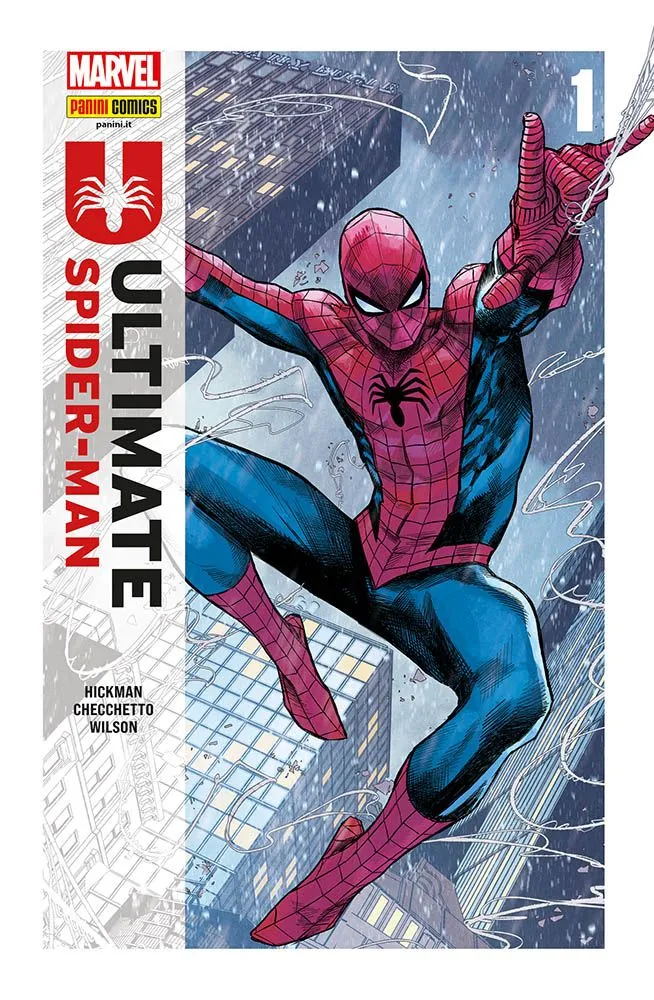 MARVEL
PANINI COMICS
panini.it
1
ULTIMATE
SPIDER-MAN
HICKMAN
CHECCHETTO
WILSON